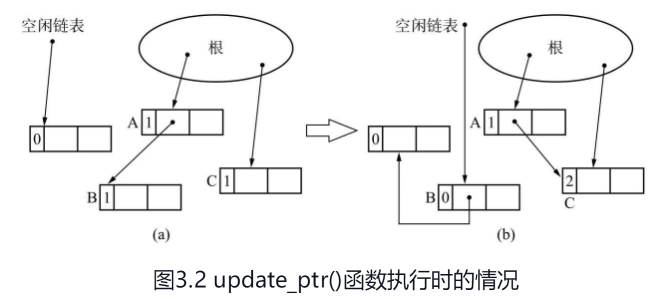 空闲链表
根
0
A 1
B 1
C 1
(a)
空闲链表
根
0
A 1
B 0
2
C
(b)
图3.2 update_ptr()函数执行时的情况